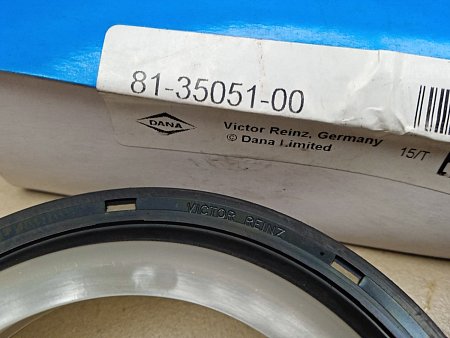 81-35051-00
DANA
Victor Reinz, Germany
© Dana Limited
15/T
VICTOR REINZ